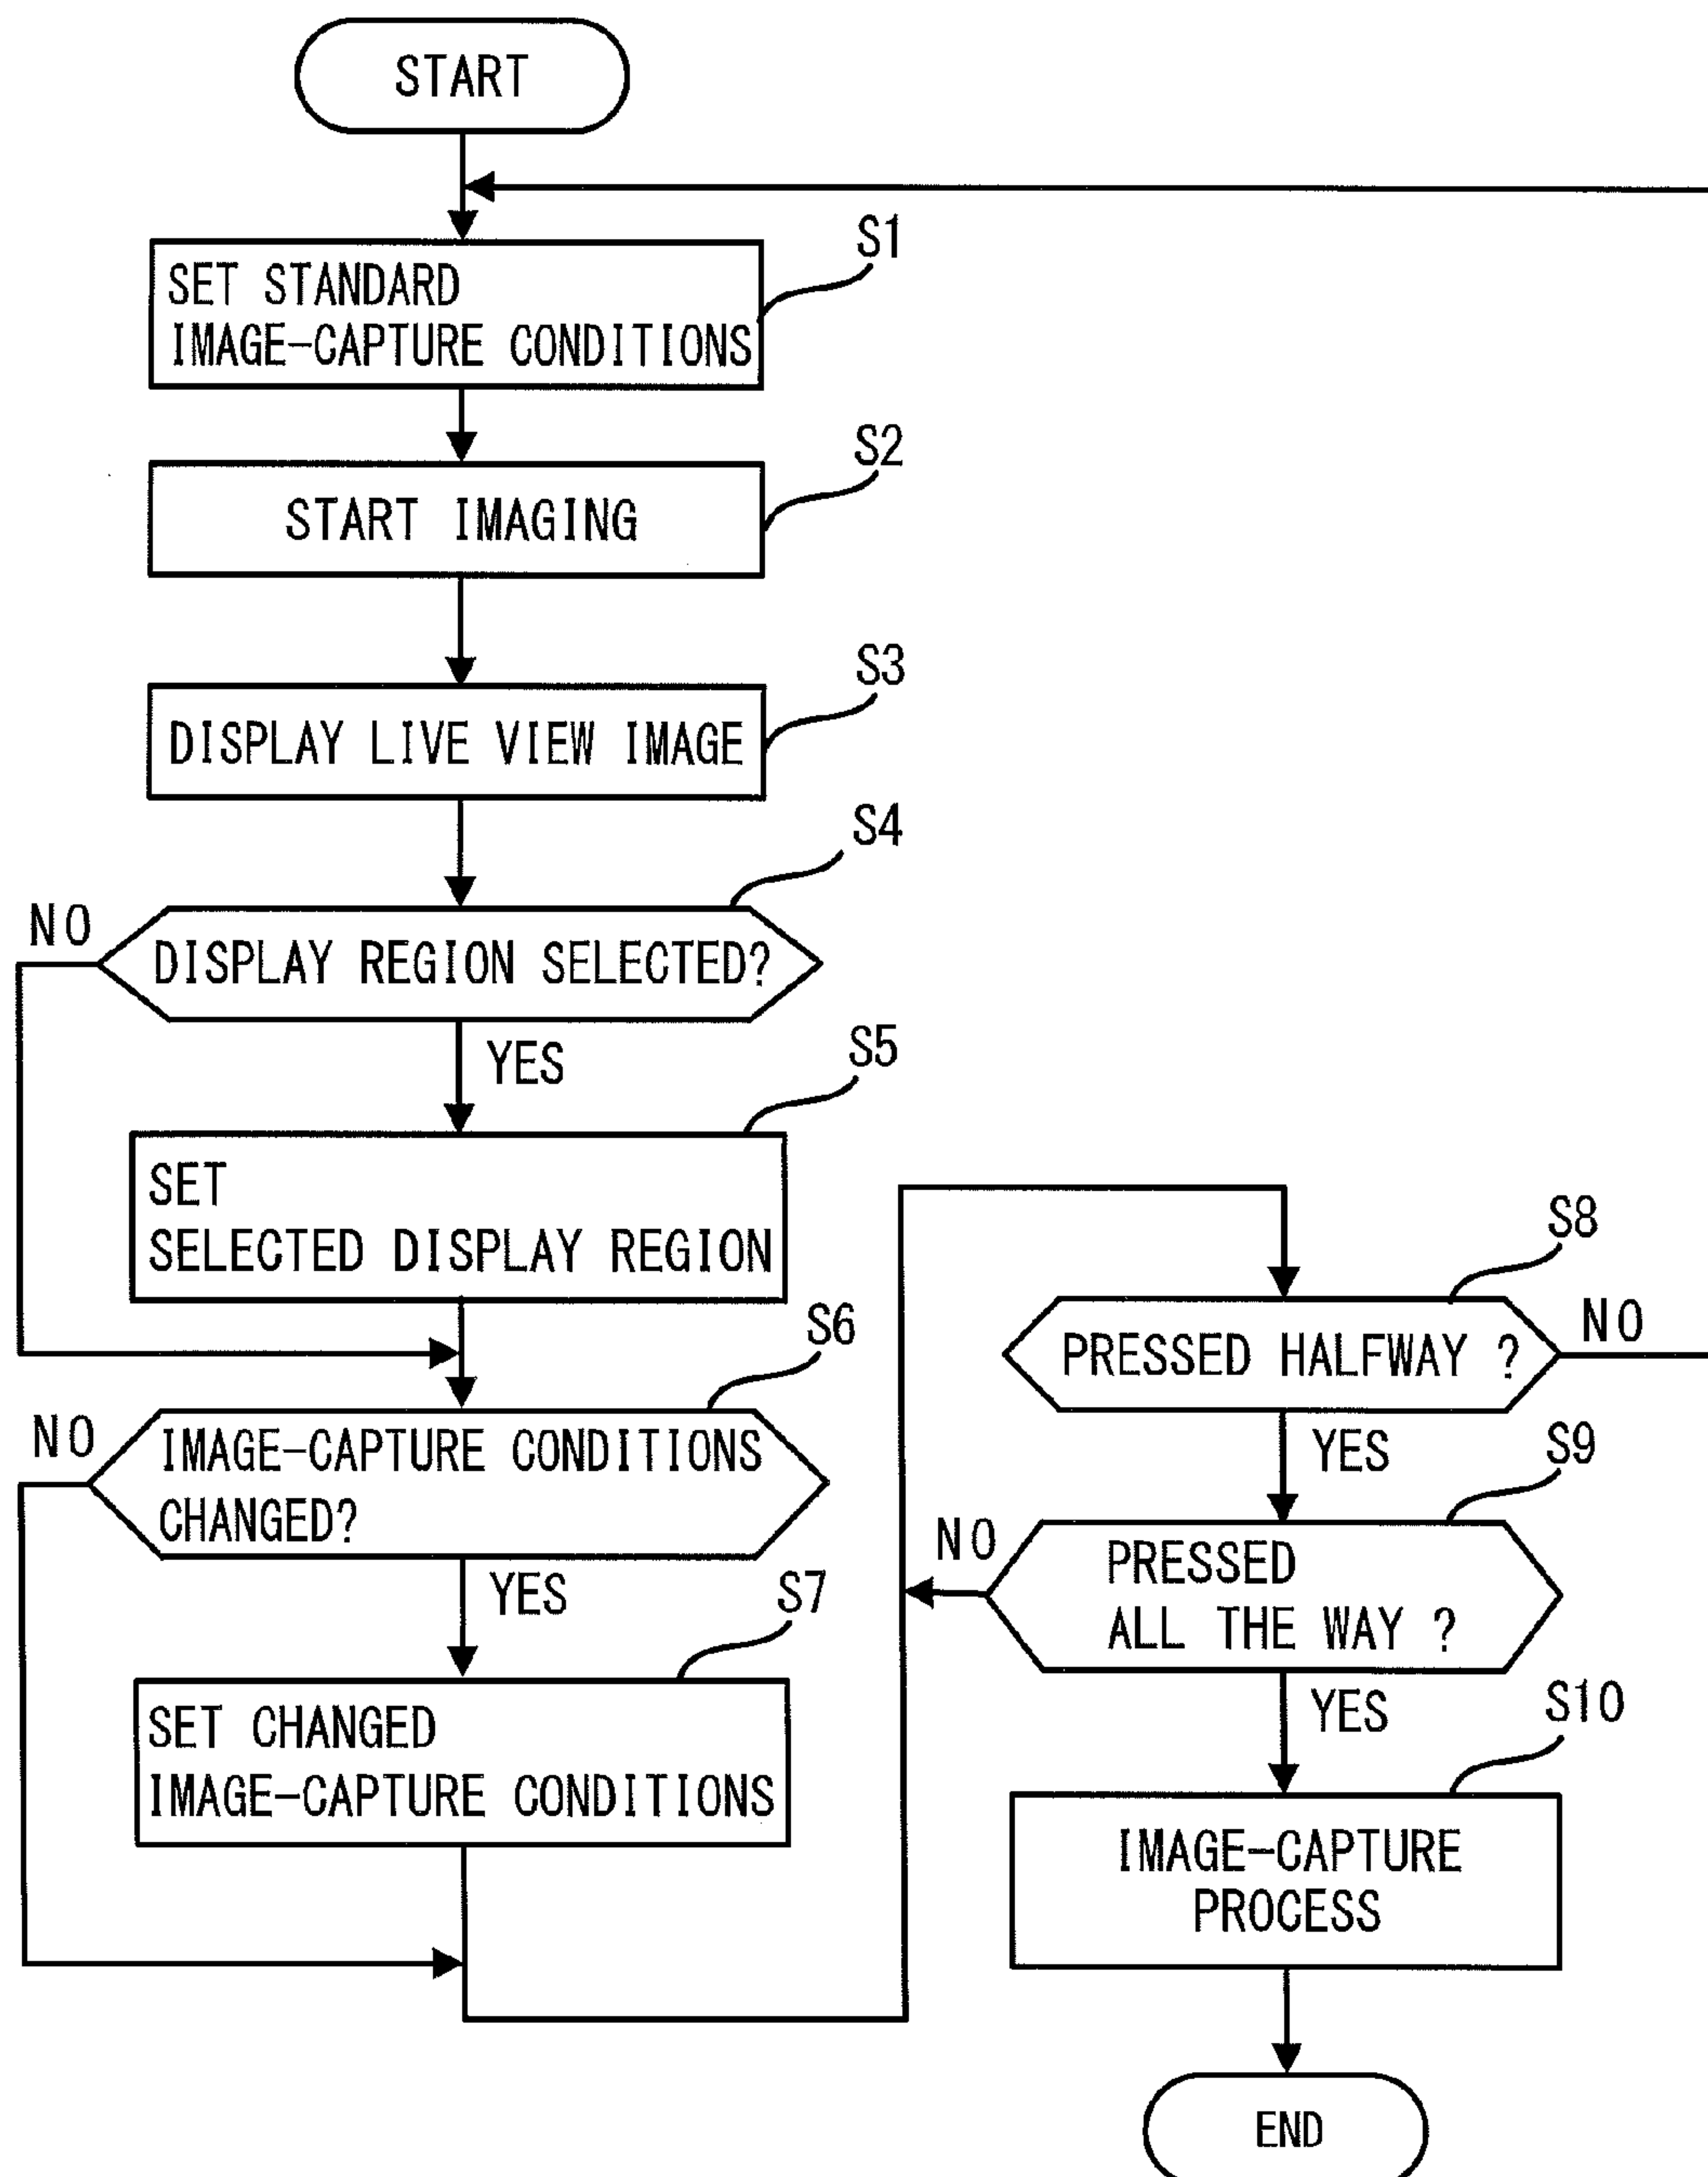 START
S1
SET STANDARD
IMAGE-CAPTURE CONDITIONS
S2
START IMAGING
S3
DISPLAY LIVE VIEW IMAGE
S4
NO
DISPLAY REGION SELECTED?
YES
S5
SET
SELECTED DISPLAY REGION
S6
NO
IMAGE-CAPTURE CONDITIONS
CHANGED?
YES
S7
SET CHANGED
IMAGE-CAPTURE CONDITIONS
S8
PRESSED HALFWAY ?
NO
YES
S9
NO
PRESSED
ALL THE WAY ?
YES
S10
IMAGE-CAPTURE
PROCESS
END